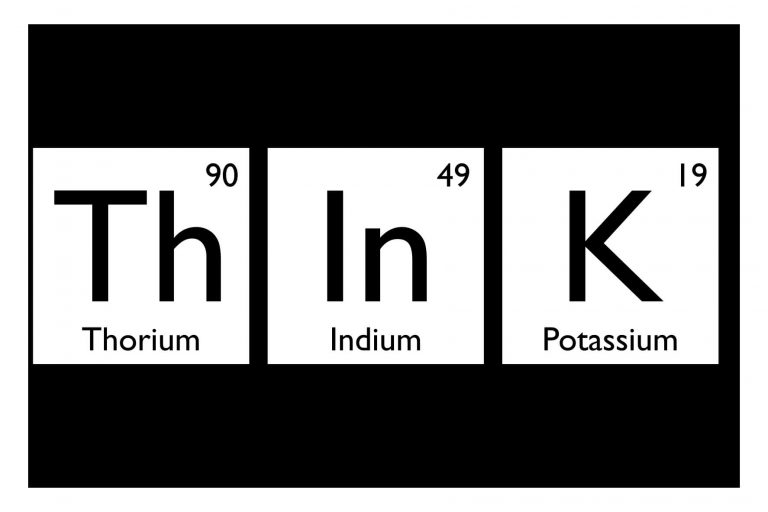 90 49 19
Th In K
Thorium Indium Potassium